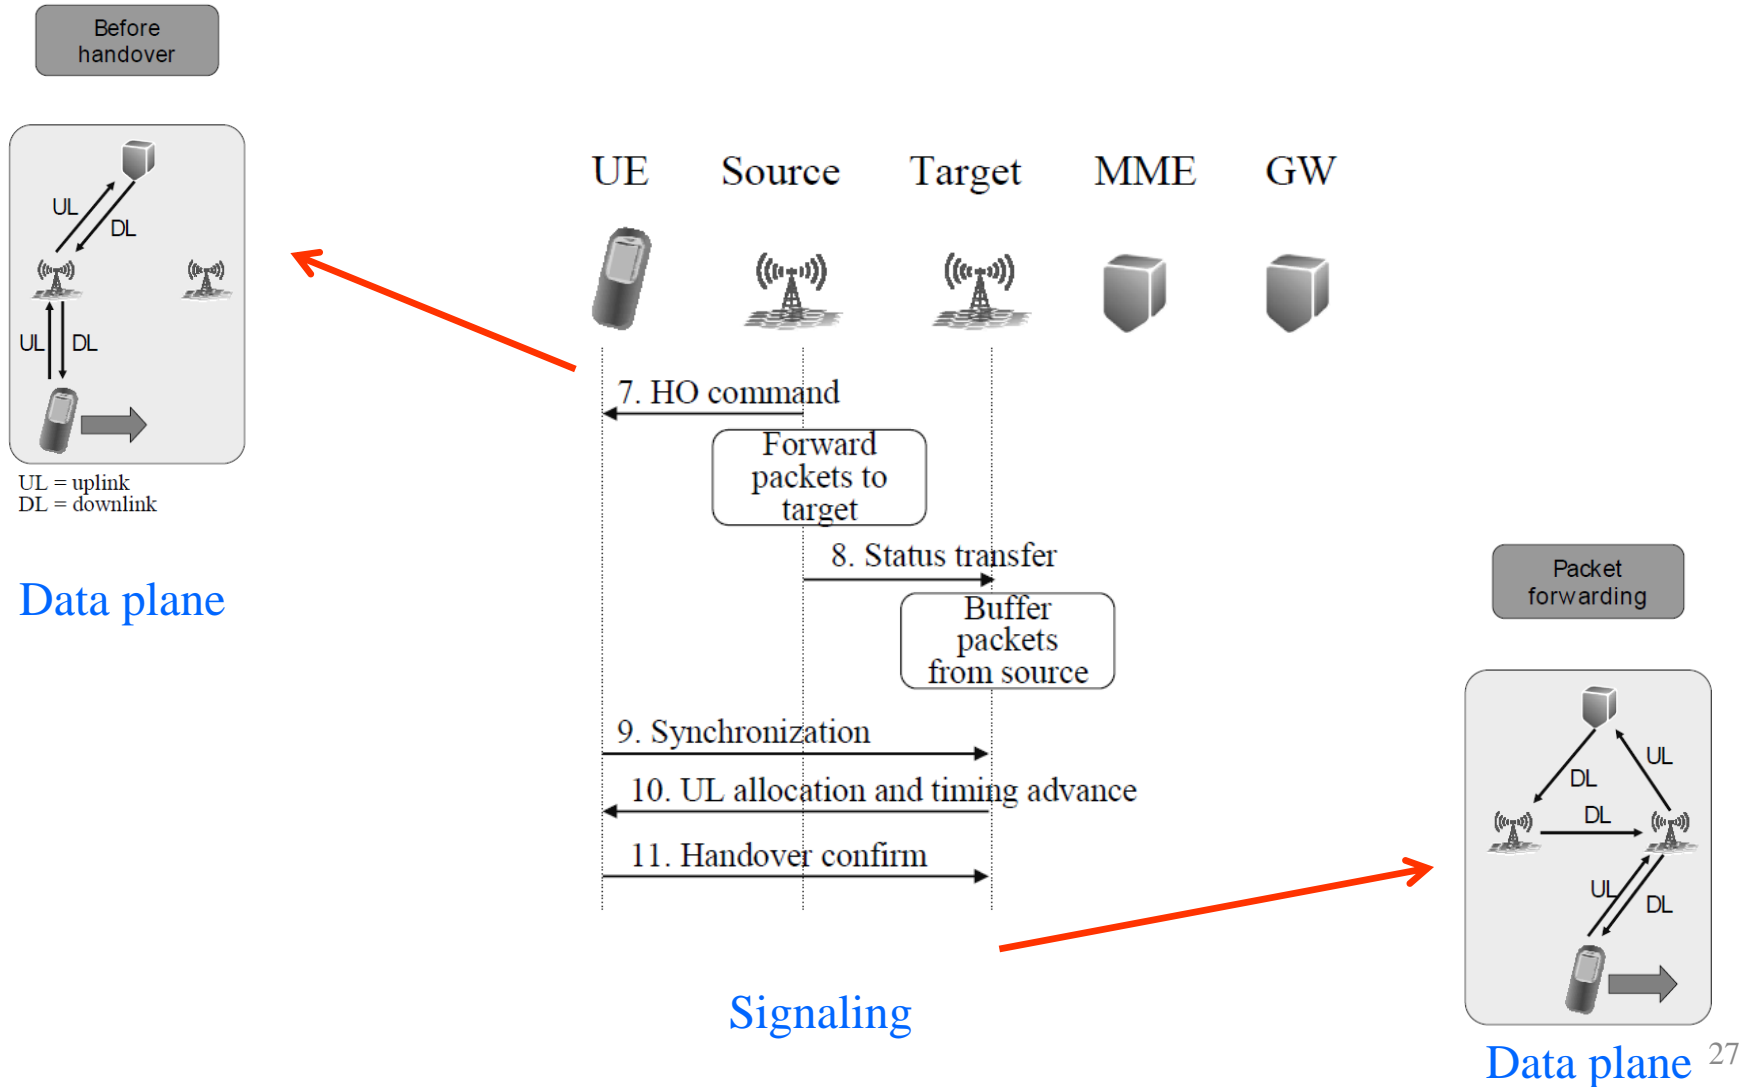 Before
handover
UL
DL
UL
DL
UL = uplink
DL = downlink
Data plane
UE
Source
Target
MME
GW
7. HO command
Forward
packets to
target
8. Status transfer
Buffer
packets
from source
9. Synchronization
10. UL allocation and timing advance
11. Handover confirm
Signaling
Packet
forwarding
UL
DL
DL
UL
DL
Data plane
27